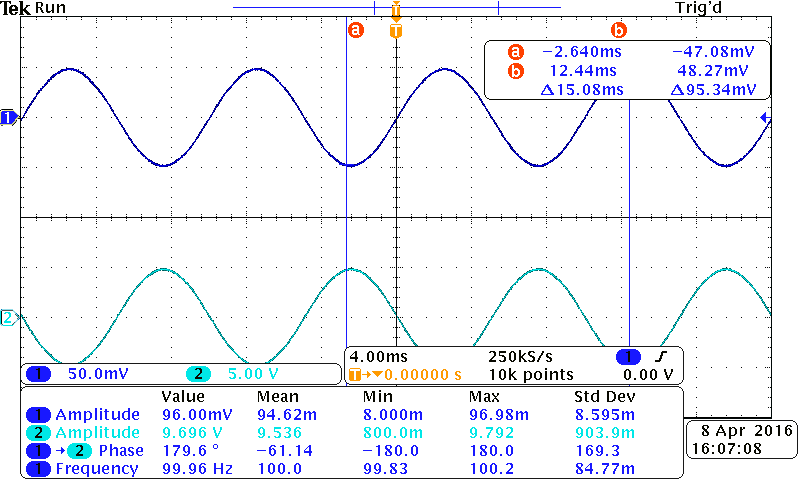 Tek Run Trig'd
T
a T b
a −2.640ms −47.08mV
b 12.44ms 48.27mV
Δ15.08ms Δ95.34mV
1
2
1 50.0mV 2 5.00 V
4.00ms 250kS/s 1
T→▼0.00000 s 10k points 0.00 V
Value Mean Min Max Std Dev
1 Amplitude 96.00mV 94.62m 8.000m 96.98m 8.595m
2 Amplitude 9.696 V 9.536 800.0m 9.792 903.9m
1 → 2 Phase 179.6 ° −61.14 −180.0 180.0 169.3
1 Frequency 99.96 Hz 100.0 99.83 100.2 84.77m
8 Apr 2016
16:07:08